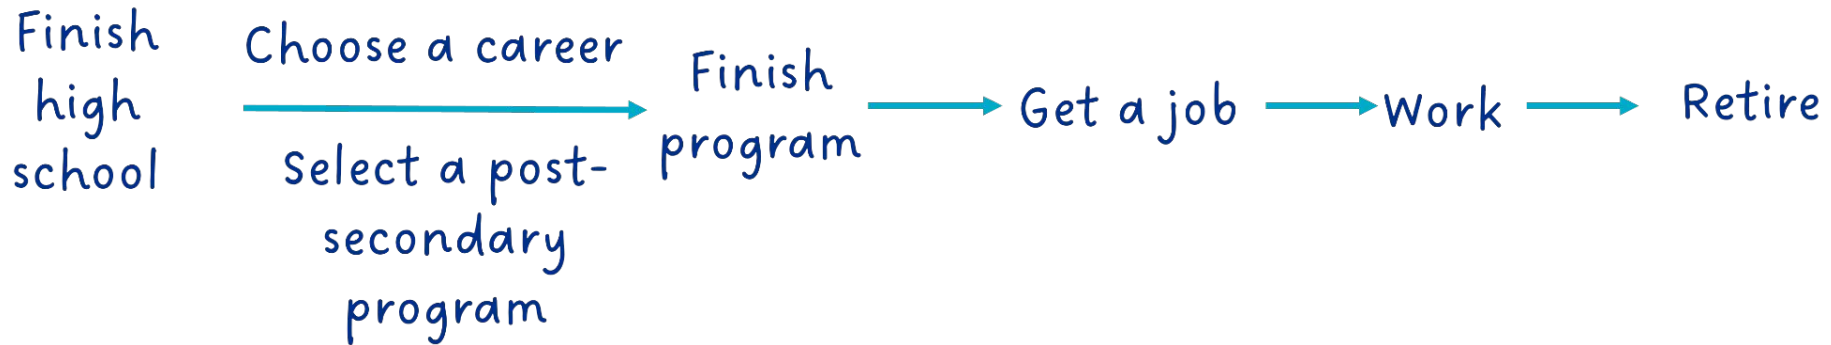 Finish
high
school
Choose a career
Select a post-
secondary
program
Finish
program
Get a job
Work
Retire